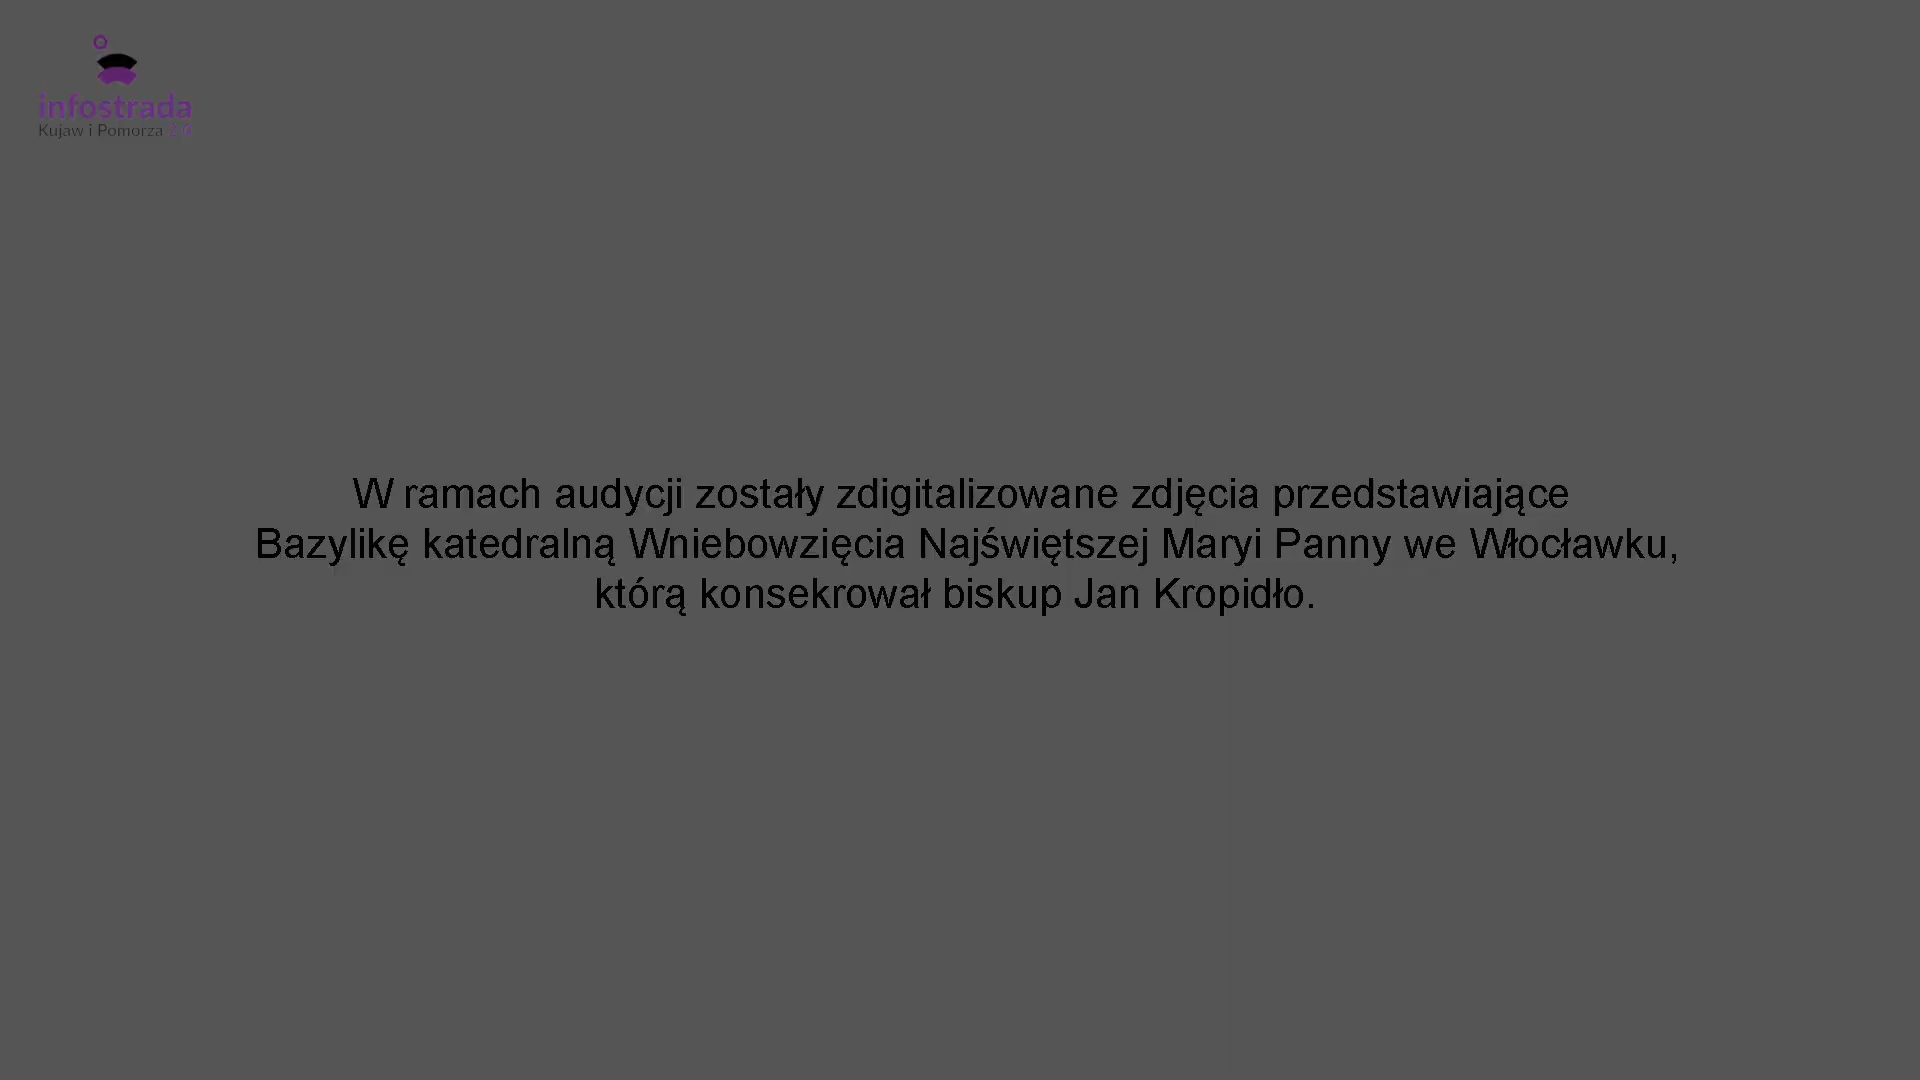 infostrada
Kujaw i Pomorza 2.0
W ramach audycji zostały zdigitalizowane zdjęcia przedstawiające
Bazylikę katedralną Wniebowzięcia Najświętszej Maryi Panny we Włocławku,
którą konsekrował biskup Jan Kropidło.